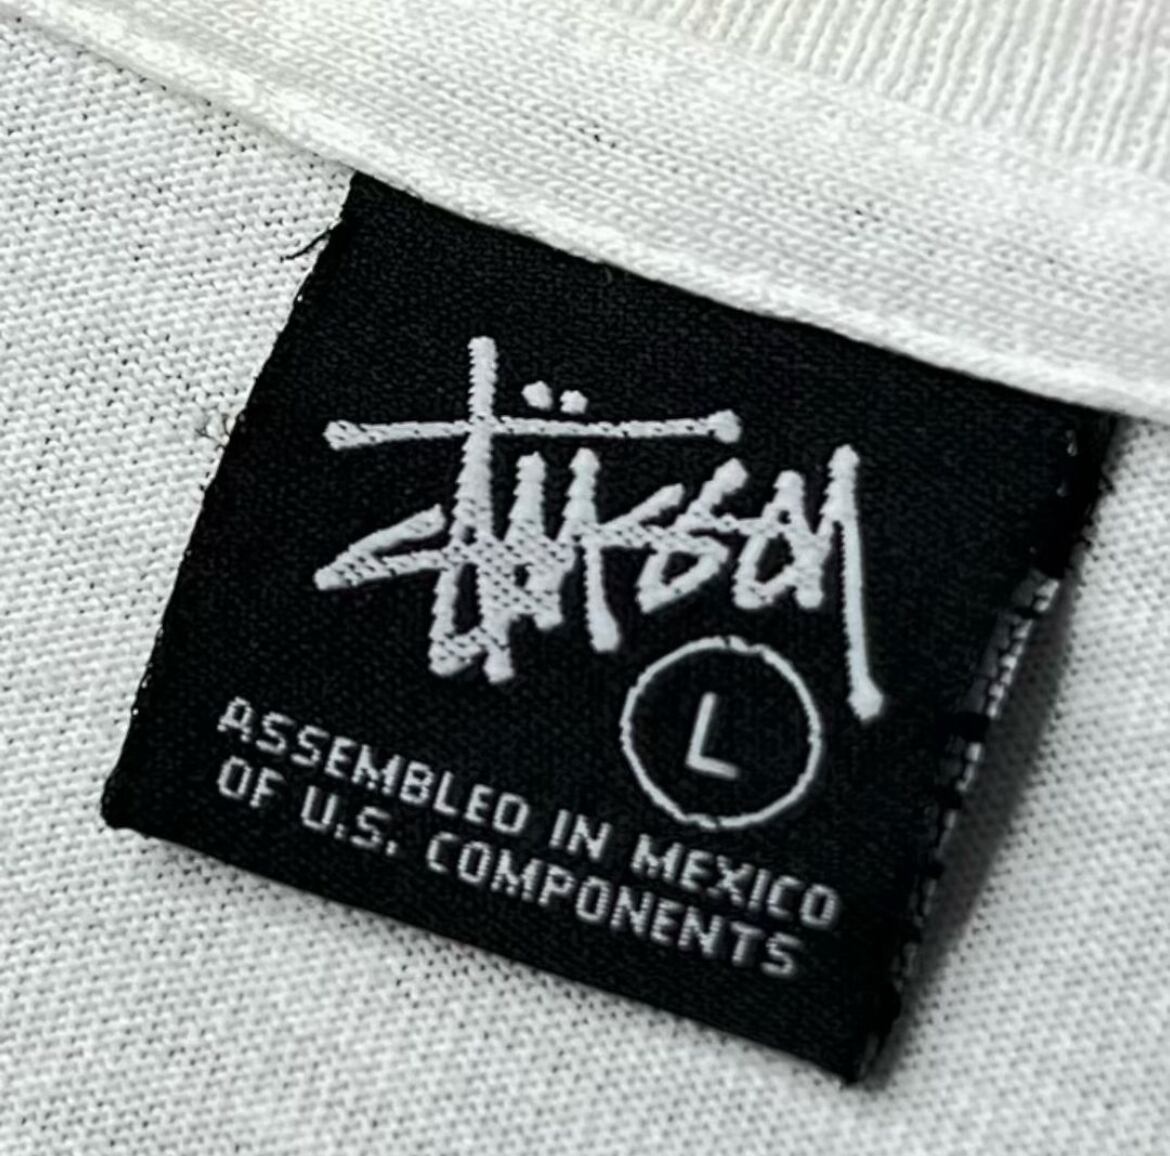 Stüssy
L
ASSEMBLED IN MEXICO
OF U.S. COMPONENTS